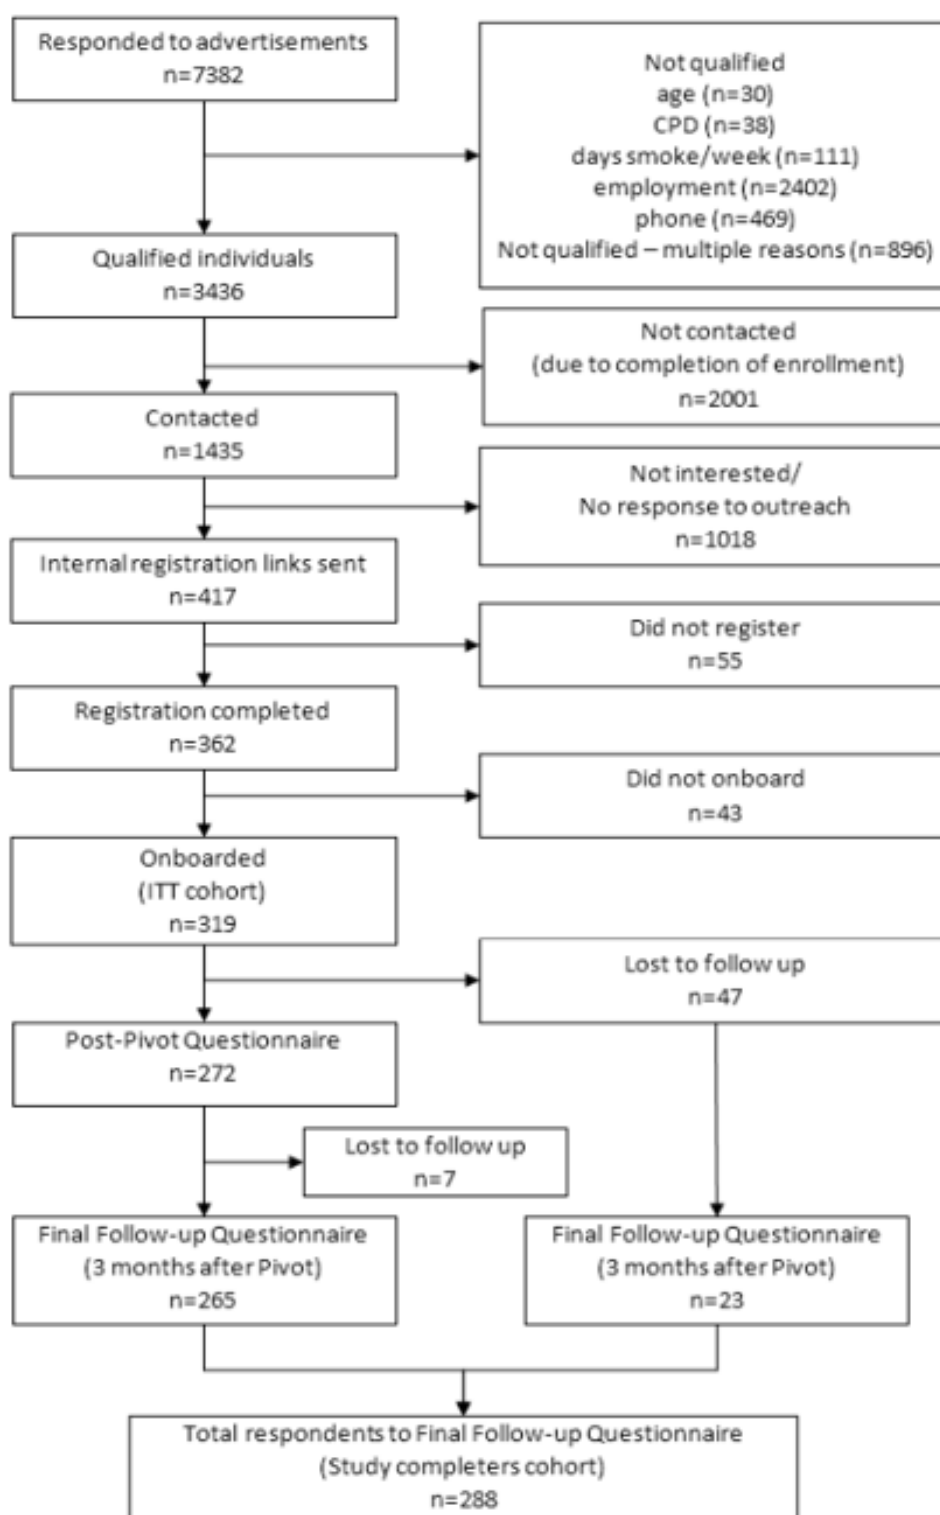 Responded to advertisements
n=7382
Not qualified
age (n=30)
CPD (n=38)
days smoke/week (n=111)
employment (n=2402)
phone (n=469)
Not qualified – multiple reasons (n=896)
Qualified individuals
n=3436
Not contacted
(due to completion of enrollment)
n=2001
Contacted
n=1435
Not interested/
No response to outreach
n=1018
Internal registration links sent
n=417
Did not register
n=55
Registration completed
n=362
Did not onboard
n=43
Onboarded
(ITT cohort)
n=319
Lost to follow up
n=47
Post-Pivot Questionnaire
n=272
Lost to follow up
n=7
Final Follow-up Questionnaire
(3 months after Pivot)
n=265
Final Follow-up Questionnaire
(3 months after Pivot)
n=23
Total respondents to Final Follow-up Questionnaire
(Study completers cohort)
n=288